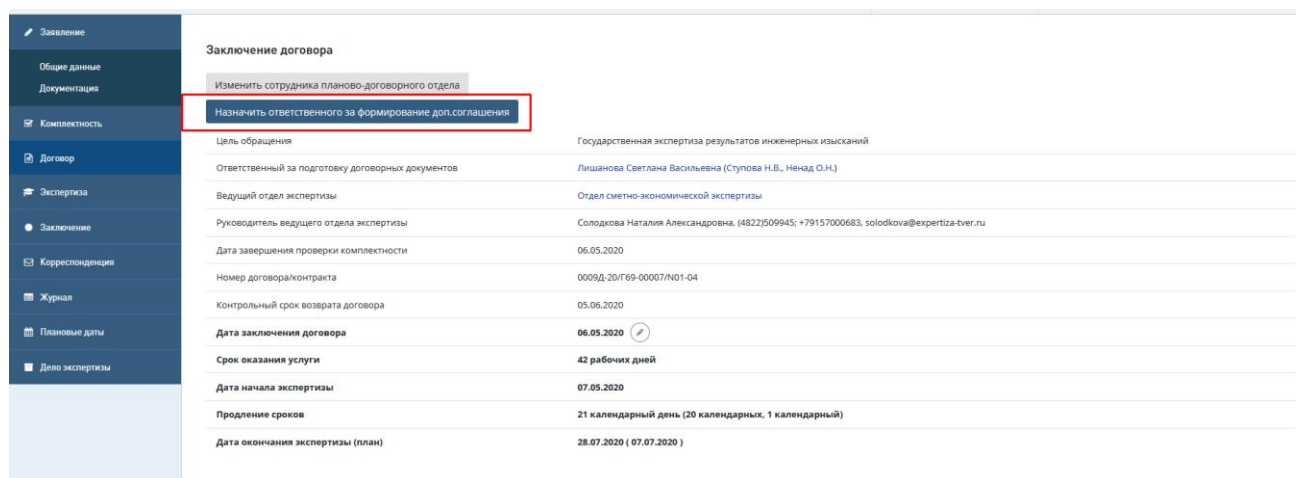 Заявление
Общие данные
Документация
Комплектность
Договор
Экспертиза
Заключение
Корреспонденция
Журнал
Плановые даты
Дело экспертизы
Заключение договора
Изменить сотрудника планово-договорного отдела
Назначить ответственного за формирование доп.соглашения
Цель обращения Государственная экспертиза результатов инженерных изысканий
Ответственный за подготовку договорных документов Лишанова Светлана Васильевна (Ступова Н.В., Ненад О.Н.)
Ведущий отдел экспертизы Отдел сметно-экономической экспертизы
Руководитель ведущего отдела экспертизы Солодкова Наталия Александровна, (4822)509945; +79157000683, solodkova@expertiza-tver.ru
Дата завершения проверки комплектности 06.05.2020
Номер договора/контракта 0009Д-20/Г69-00007/N01-04
Контрольный срок возврата договора 05.06.2020
Дата заключения договора 06.05.2020
Срок оказания услуги 42 рабочих дней
Дата начала экспертизы 07.05.2020
Продление сроков 21 календарный день (20 календарных, 1 календарный)
Дата окончания экспертизы (план) 28.07.2020 ( 07.07.2020 )